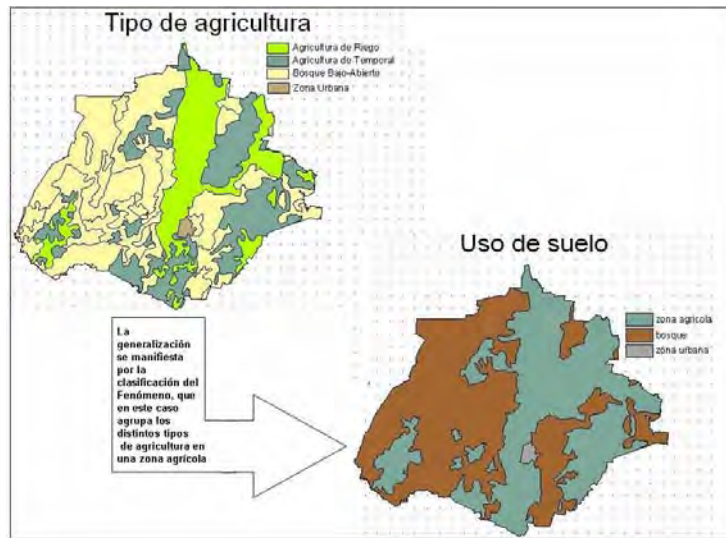 Tipo de agricultura
Agricultura de Riego
Agricultura de Temporal
Bosque Bajo-Abierto
Zona Urbana
Uso de suelo
zona agrícola
bosque
zona urbana
La
generalización
se manifiesta
por la
clasificación del
Fenómeno, que
en este caso
agrupa los
distintos tipos
de agricultura en
una zona agrícola